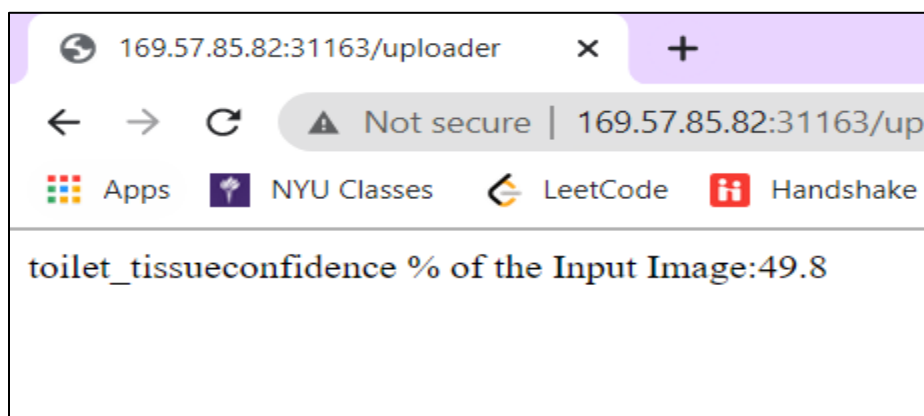 169.57.85.82:31163/uploader
Not secure | 169.57.85.82:31163/up
Apps NYU Classes LeetCode Handshake
toilet_tissueconfidence % of the Input Image:49.8